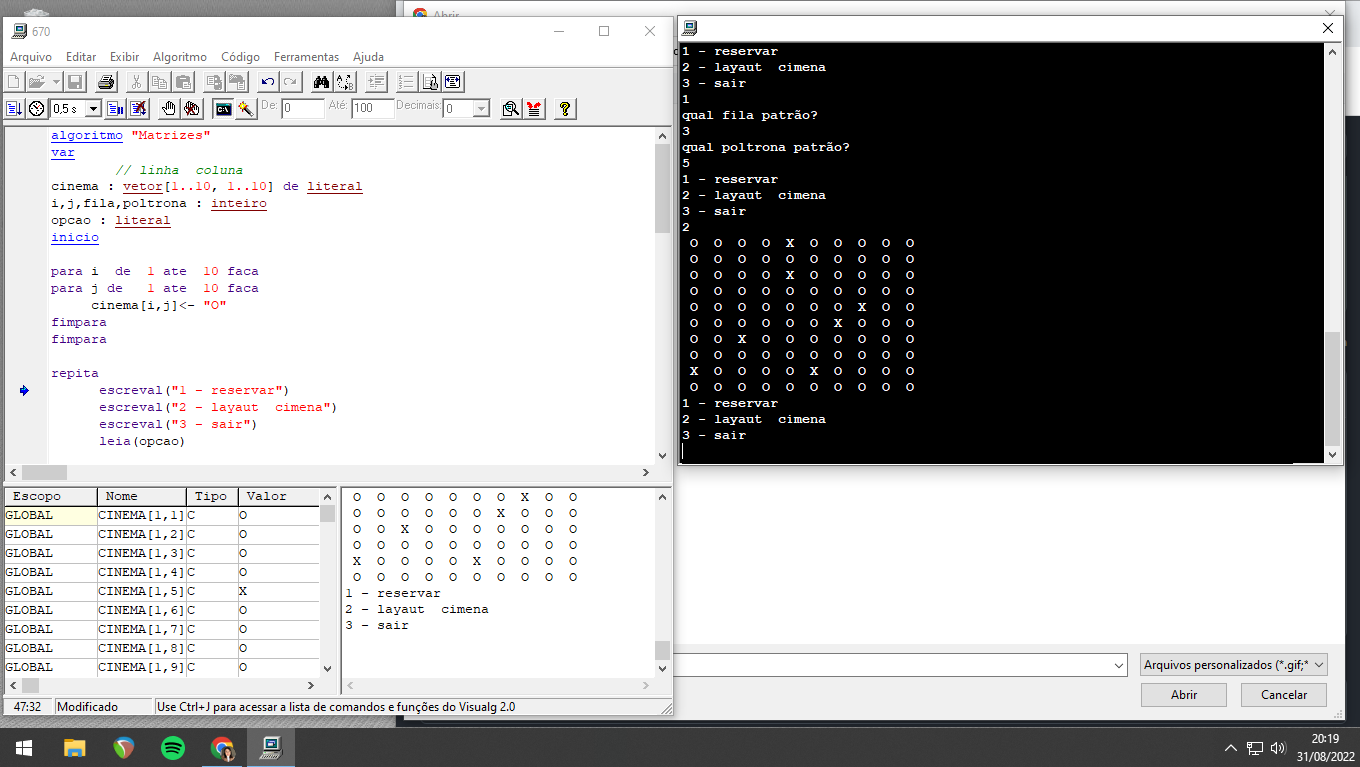 Abrir
670
Arquivo Editar Exibir Algoritmo Código Ferramentas Ajuda
0,5 s De: 0 Até: 100 Decimais: 0
algoritmo "Matrizes"
var
// linha coluna
cinema : vetor[1..10, 1..10] de literal
i,j,fila,poltrona : inteiro
opcao : literal
inicio
para i de 1 ate 10 faca
para j de 1 ate 10 faca
cinema[i,j]<- "O"
fimpara
fimpara
repita
escreval("1 - reservar")
escreval("2 - layaut cimena")
escreval("3 - sair")
leia(opcao)
Escopo Nome Tipo Valor
GLOBAL CINEMA[1,1] C O
GLOBAL CINEMA[1,2] C O
GLOBAL CINEMA[1,3] C O
GLOBAL CINEMA[1,4] C O
GLOBAL CINEMA[1,5] C X
GLOBAL CINEMA[1,6] C O
GLOBAL CINEMA[1,7] C O
GLOBAL CINEMA[1,8] C O
GLOBAL CINEMA[1,9] C O
O O O O O O O X O O
O O O O O O X O O O
O O X O O O O O O O
O O O O O O O O O O
X O O O O X O O O O
O O O O O O O O O O
1 - reservar
2 - layaut cimena
3 - sair
47:32 Modificado Use Ctrl+J para acessar a lista de comandos e funções do Visualg 2.0
1 - reservar
2 - layaut cimena
3 - sair
1
qual fila patrão?
3
qual poltrona patrão?
5
1 - reservar
2 - layaut cimena
3 - sair
2
O O O O X O O O O O
O O O O O O O O O O
O O O O X O O O O O
O O O O O O O O O O
O O O O O O O X O O
O O O O O O X O O O
O O X O O O O O O O
O O O O O O O O O O
X O O O O X O O O O
O O O O O O O O O O
1 - reservar
2 - layaut cimena
3 - sair
Arquivos personalizados (*.gif;*
Abrir Cancelar
20:19
31/08/2022